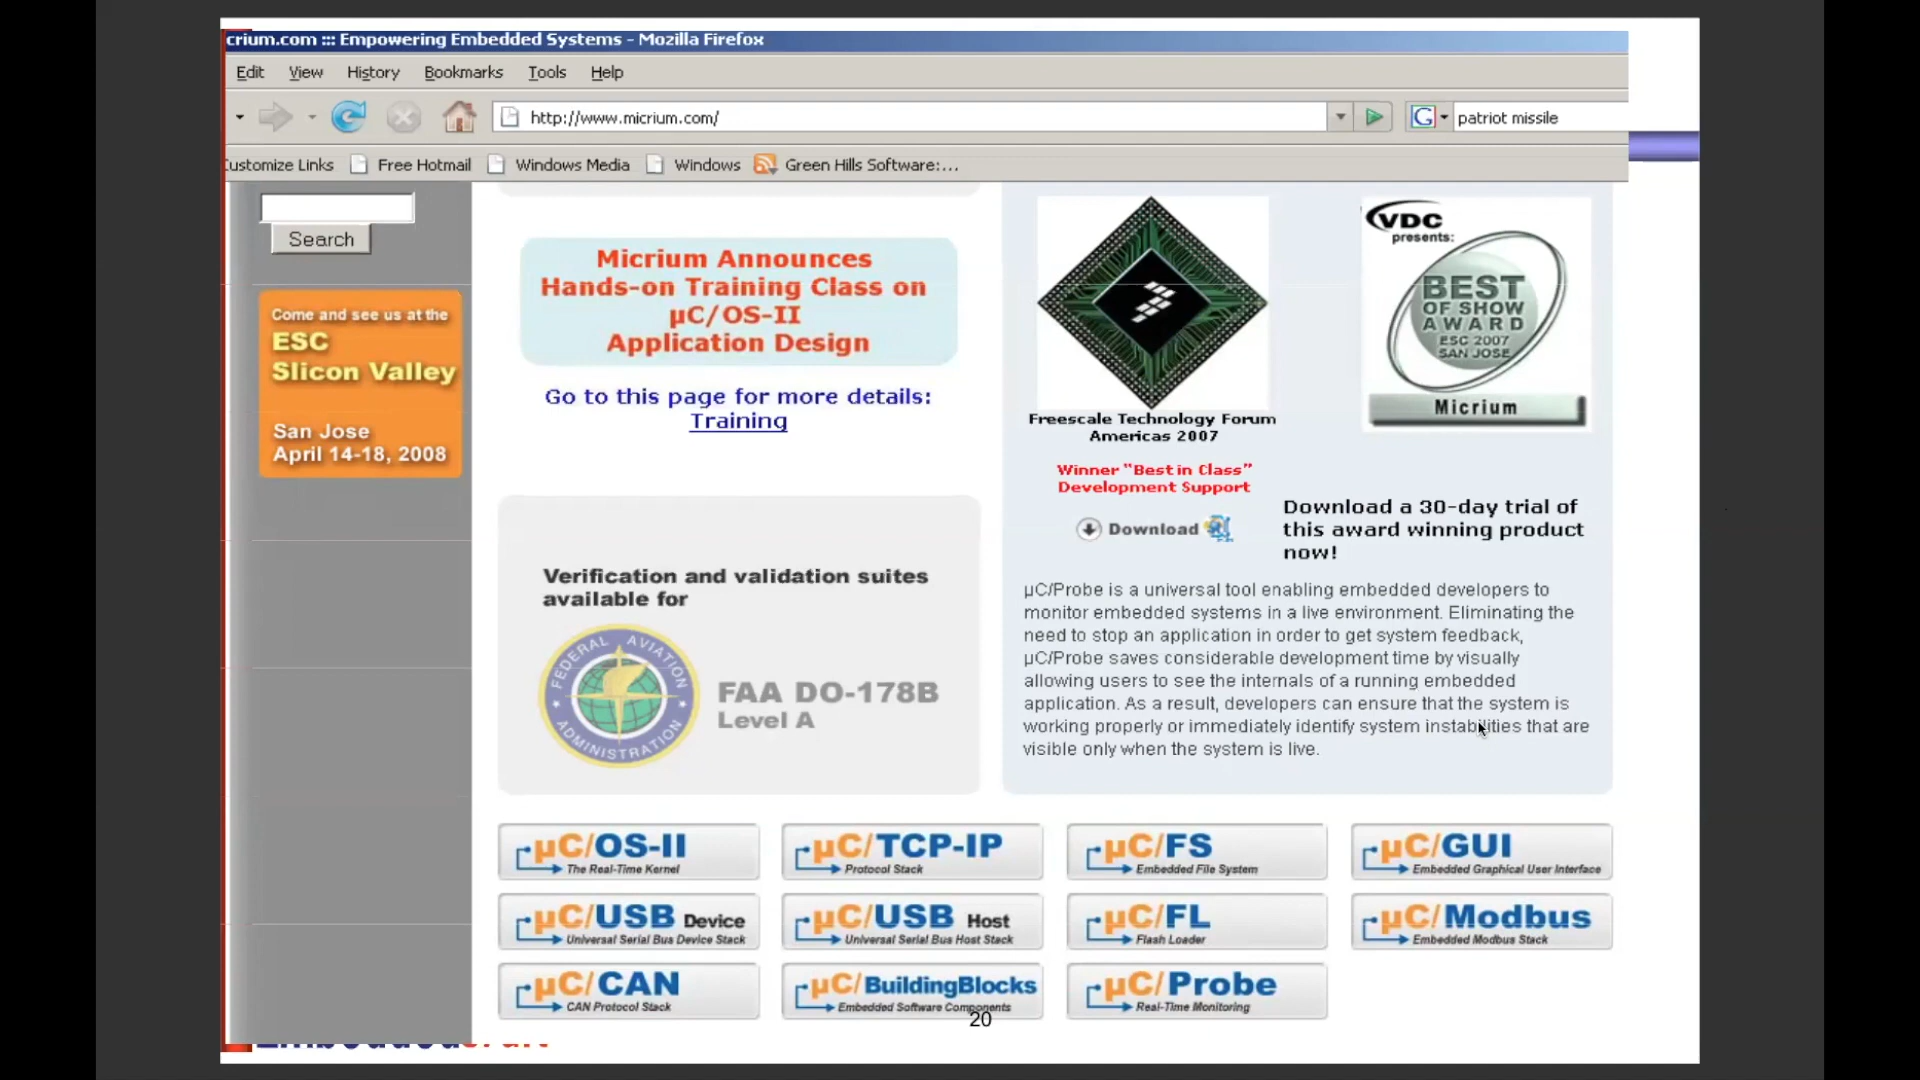 crium.com ::: Empowering Embedded Systems - Mozilla Firefox
Edit View History Bookmarks Tools Help
http://www.micrium.com/
G patriot missile
Customize Links Free Hotmail Windows Media Windows Green Hills Software:...
Search
Come and see us at the
ESC
Slicon Valley
San Jose
April 14-18, 2008
Micrium Announces
Hands-on Training Class on
µC/OS-II
Application Design
Go to this page for more details:
Training
Verification and validation suites
available for
FEDERAL AVIATION
ADMINISTRATION
FAA DO-178B
Level A
Freescale Technology Forum
Americas 2007
Winner "Best in Class"
Development Support
Download
VDC
presents:
BEST
OF SHOW
AWARD
ESC 2007
SAN JOSE
Micrium
Download a 30-day trial of
this award winning product
now!
µC/Probe is a universal tool enabling embedded developers to
monitor embedded systems in a live environment. Eliminating the
need to stop an application in order to get system feedback,
µC/Probe saves considerable development time by visually
allowing users to see the internals of a running embedded
application. As a result, developers can ensure that the system is
working properly or immediately identify system instabilities that are
visible only when the system is live.
µC/OS-II
The Real-Time Kernel
µC/TCP-IP
Protocol Stack
µC/FS
Embedded File System
µC/GUI
Embedded Graphical User Interface
µC/USB Device
Universal Serial Bus Device Stack
µC/USB Host
Universal Serial Bus Host Stack
µC/FL
Flash Loader
µC/Modbus
Embedded Modbus Stack
µC/CAN
CAN Protocol Stack
µC/BuildingBlocks
Embedded Software Components
µC/Probe
Real-Time Monitoring
20